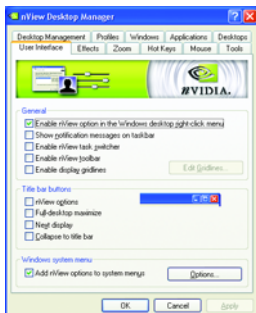 nView Desktop Manager
Desktop Management Profiles Windows Applications Desktops
User Interface Effects Zoom Hot Keys Mouse Tools
NVIDIA.
General
Enable nView option in the Windows desktop right-click menu
Show notification messages on taskbar
Enable nView task switcher
Enable nView toolbar
Enable display gridlines
Edit Gridlines...
Title bar buttons
nView options
Full-desktop maximize
Next display
Collapse to title bar
Windows system menu
Add nView options to system menus
Options...
OK Cancel Apply